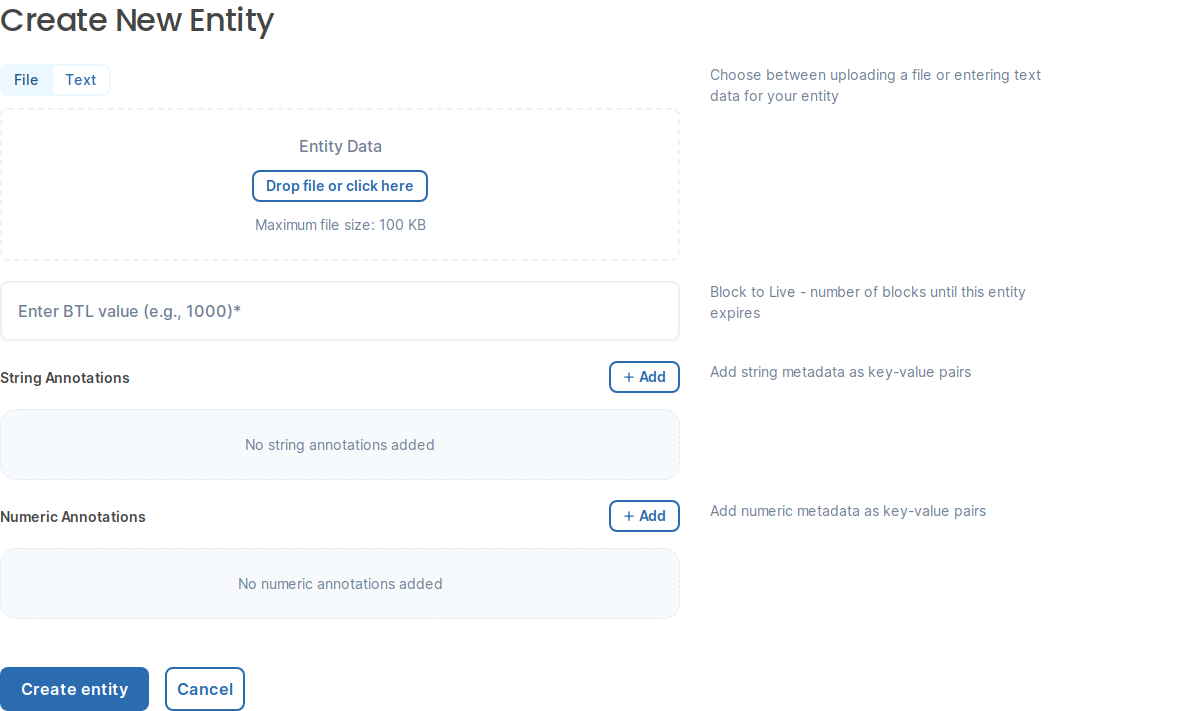 Create New Entity
File
Text
Choose between uploading a file or entering text
data for your entity
Entity Data
Drop file or click here
Maximum file size: 100 KB
Enter BTL value (e.g., 1000)*
Block to Live - number of blocks until this entity
expires
String Annotations
+ Add
Add string metadata as key-value pairs
No string annotations added
Numeric Annotations
+ Add
Add numeric metadata as key-value pairs
No numeric annotations added
Create entity
Cancel